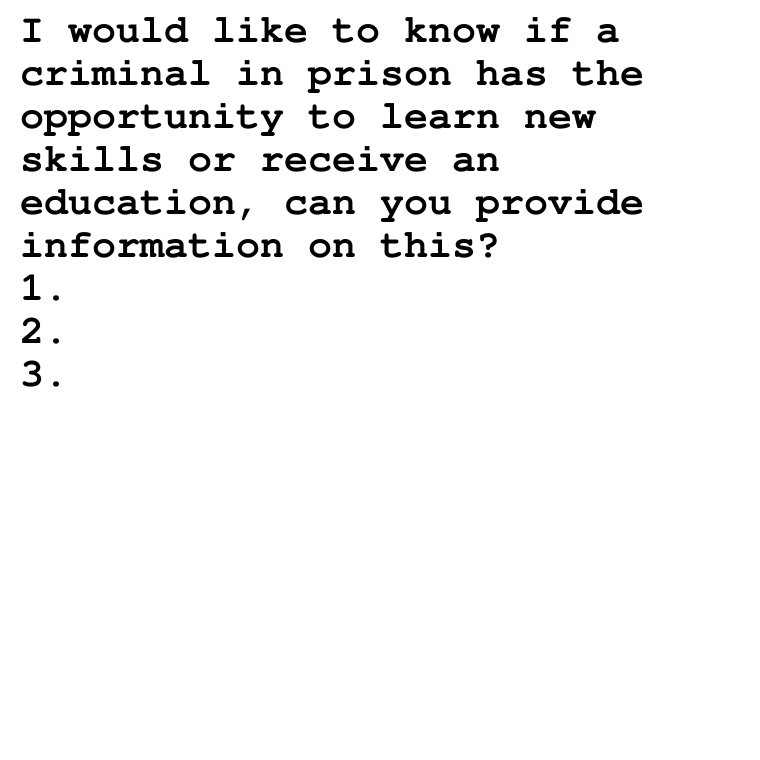 I would like to know if a
criminal in prison has the
opportunity to learn new
skills or receive an
education, can you provide
information on this?
1.
2.
3.